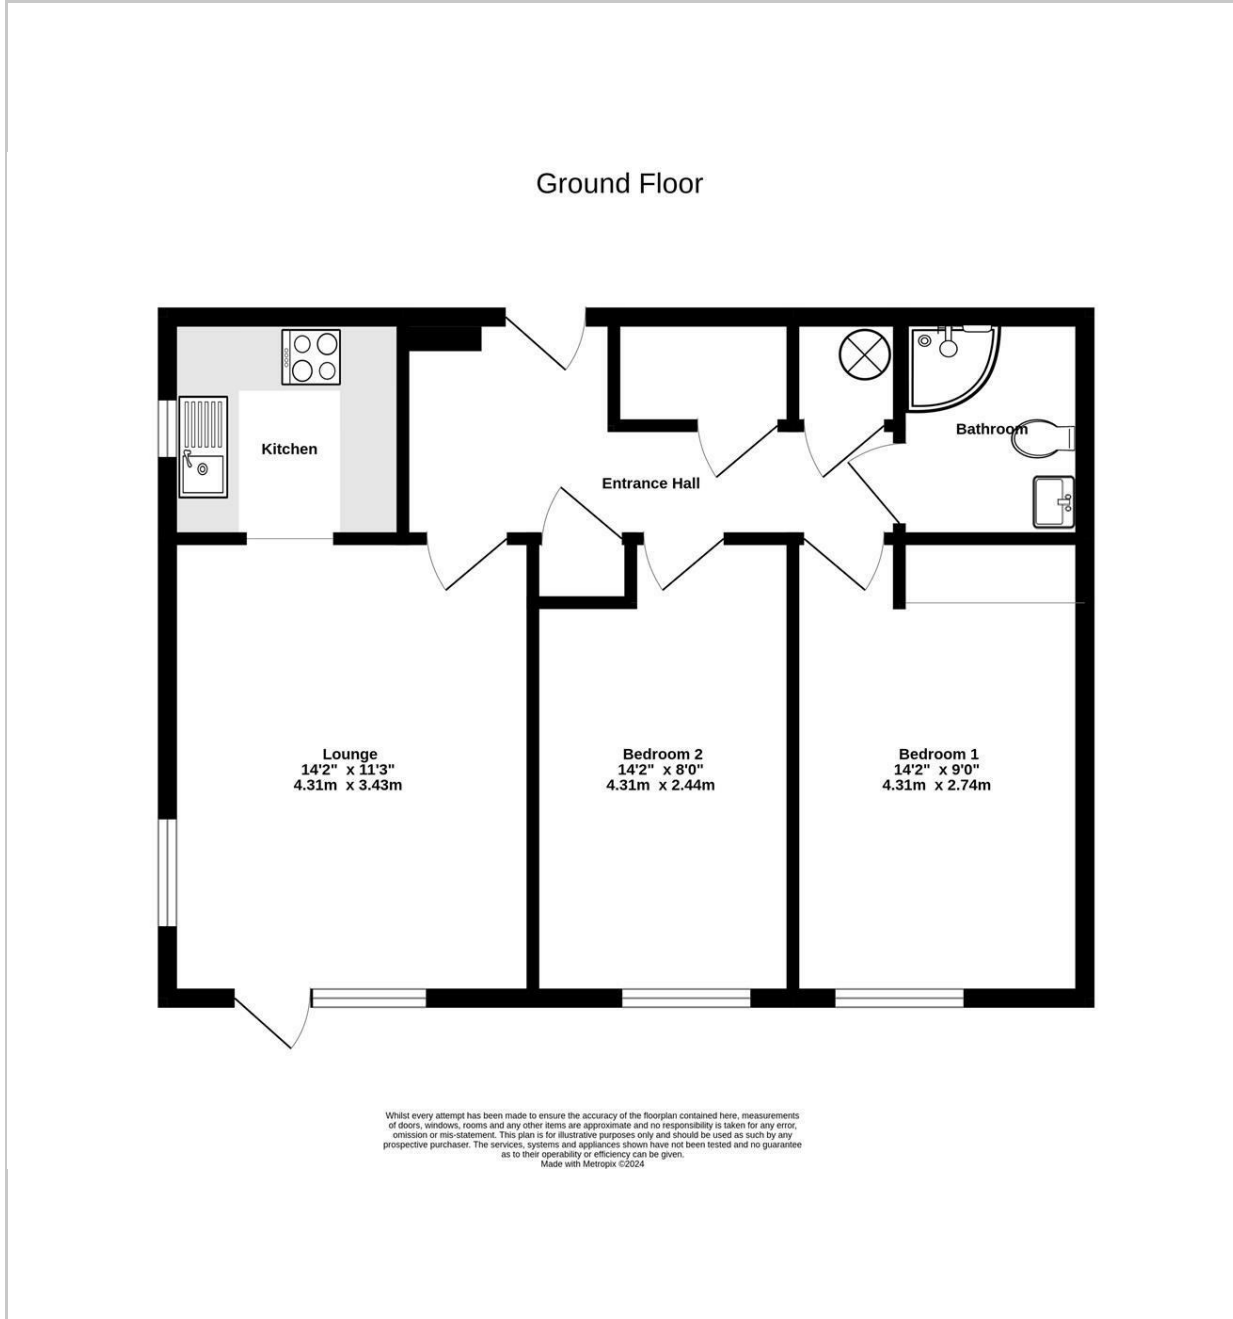 Ground Floor
Kitchen
Bathroom
Entrance Hall
Lounge
14'2" x 11'3"
4.31m x 3.43m
Bedroom 2
14'2" x 8'0"
4.31m x 2.44m
Bedroom 1
14'2" x 9'0"
4.31m x 2.74m
Whilst every attempt has been made to ensure the accuracy of the floorplan contained here, measurements
of doors, windows, rooms and any other items are approximate and no responsibility is taken for any error,
omission or mis-statement. This plan is for illustrative purposes only and should be used as such by any
prospective purchaser. The services, systems and appliances shown have not been tested and no guarantee
as to their operability or efficiency can be given.
Made with Metropix ©2024